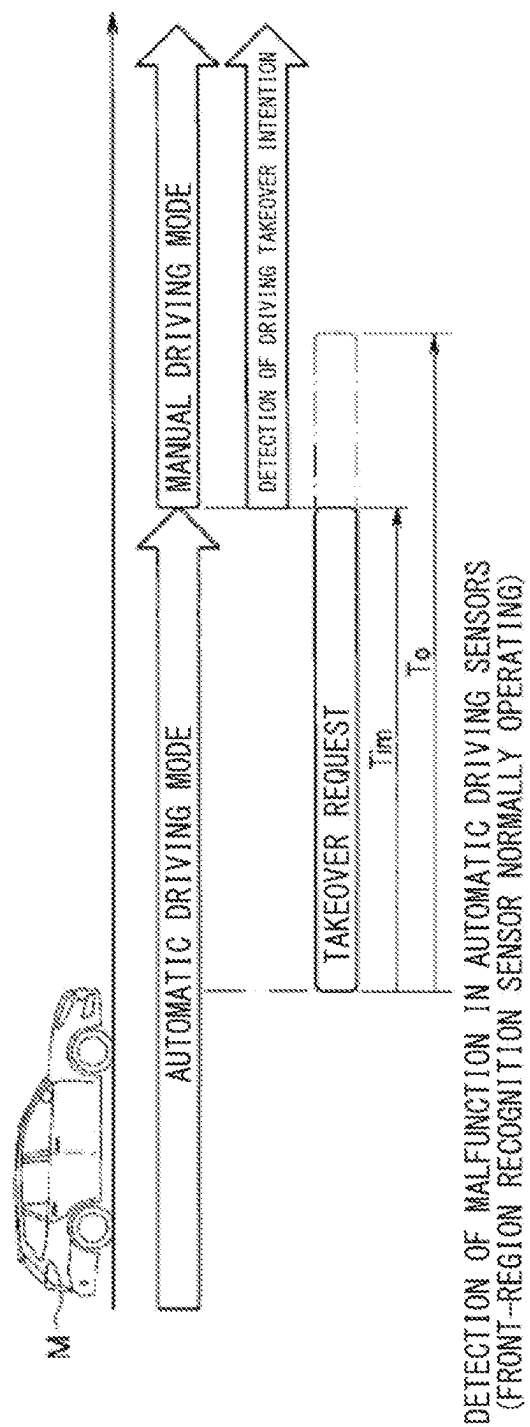 M
AUTOMATIC DRIVING MODE
MANUAL DRIVING MODE
DETECTION OF DRIVING TAKEOVER INTENTION
TAKEOVER REQUEST
Tim
To
DETECTION OF MALFUNCTION IN AUTOMATIC DRIVING SENSORS
(FRONT-REGION RECOGNITION SENSOR NORMALLY OPERATING)